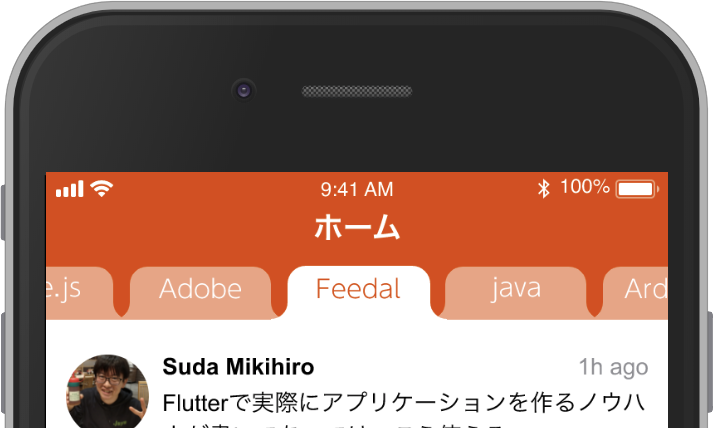 9:41 AM 100%
ホーム
e.js Adobe Feedal java Ard
Suda Mikihiro 1h ago
Flutterで実際にアプリケーションを作るノウハ